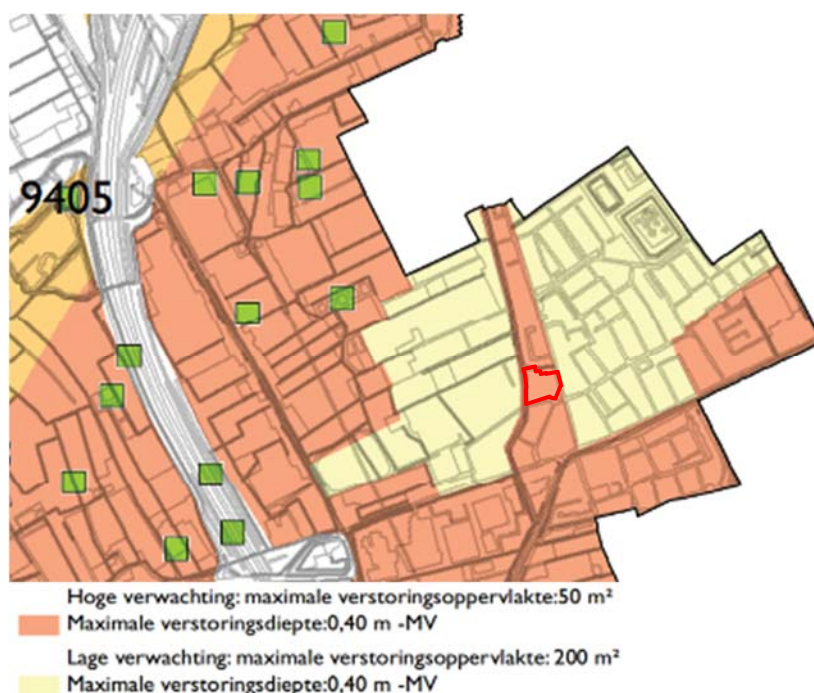 9405
Hoge verwachting: maximale verstoringsoppervlakte:50 m²
Maximale verstoringsdiepte:0,40 m -MV
Lage verwachting: maximale verstoringsoppervlakte: 200 m²
Maximale verstoringsdiepte:0,40 m -MV